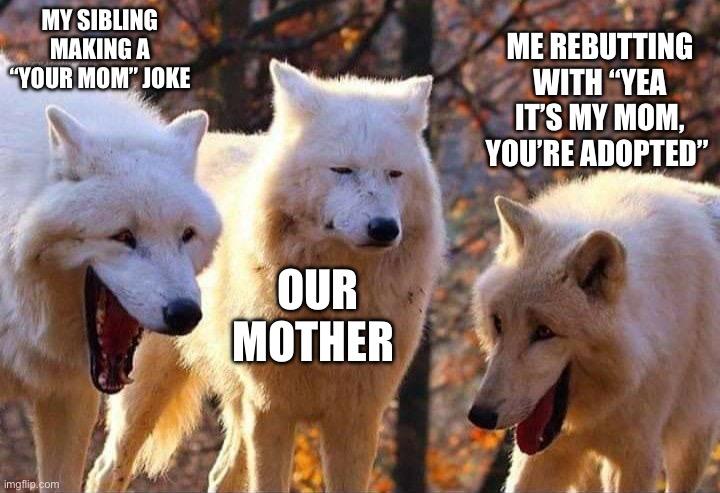 MY SIBLING
MAKING A
“YOUR MOM” JOKE
ME REBUTTING
WITH “YEA
IT’S MY MOM,
YOU’RE ADOPTED”
OUR
MOTHER
imgflip.com